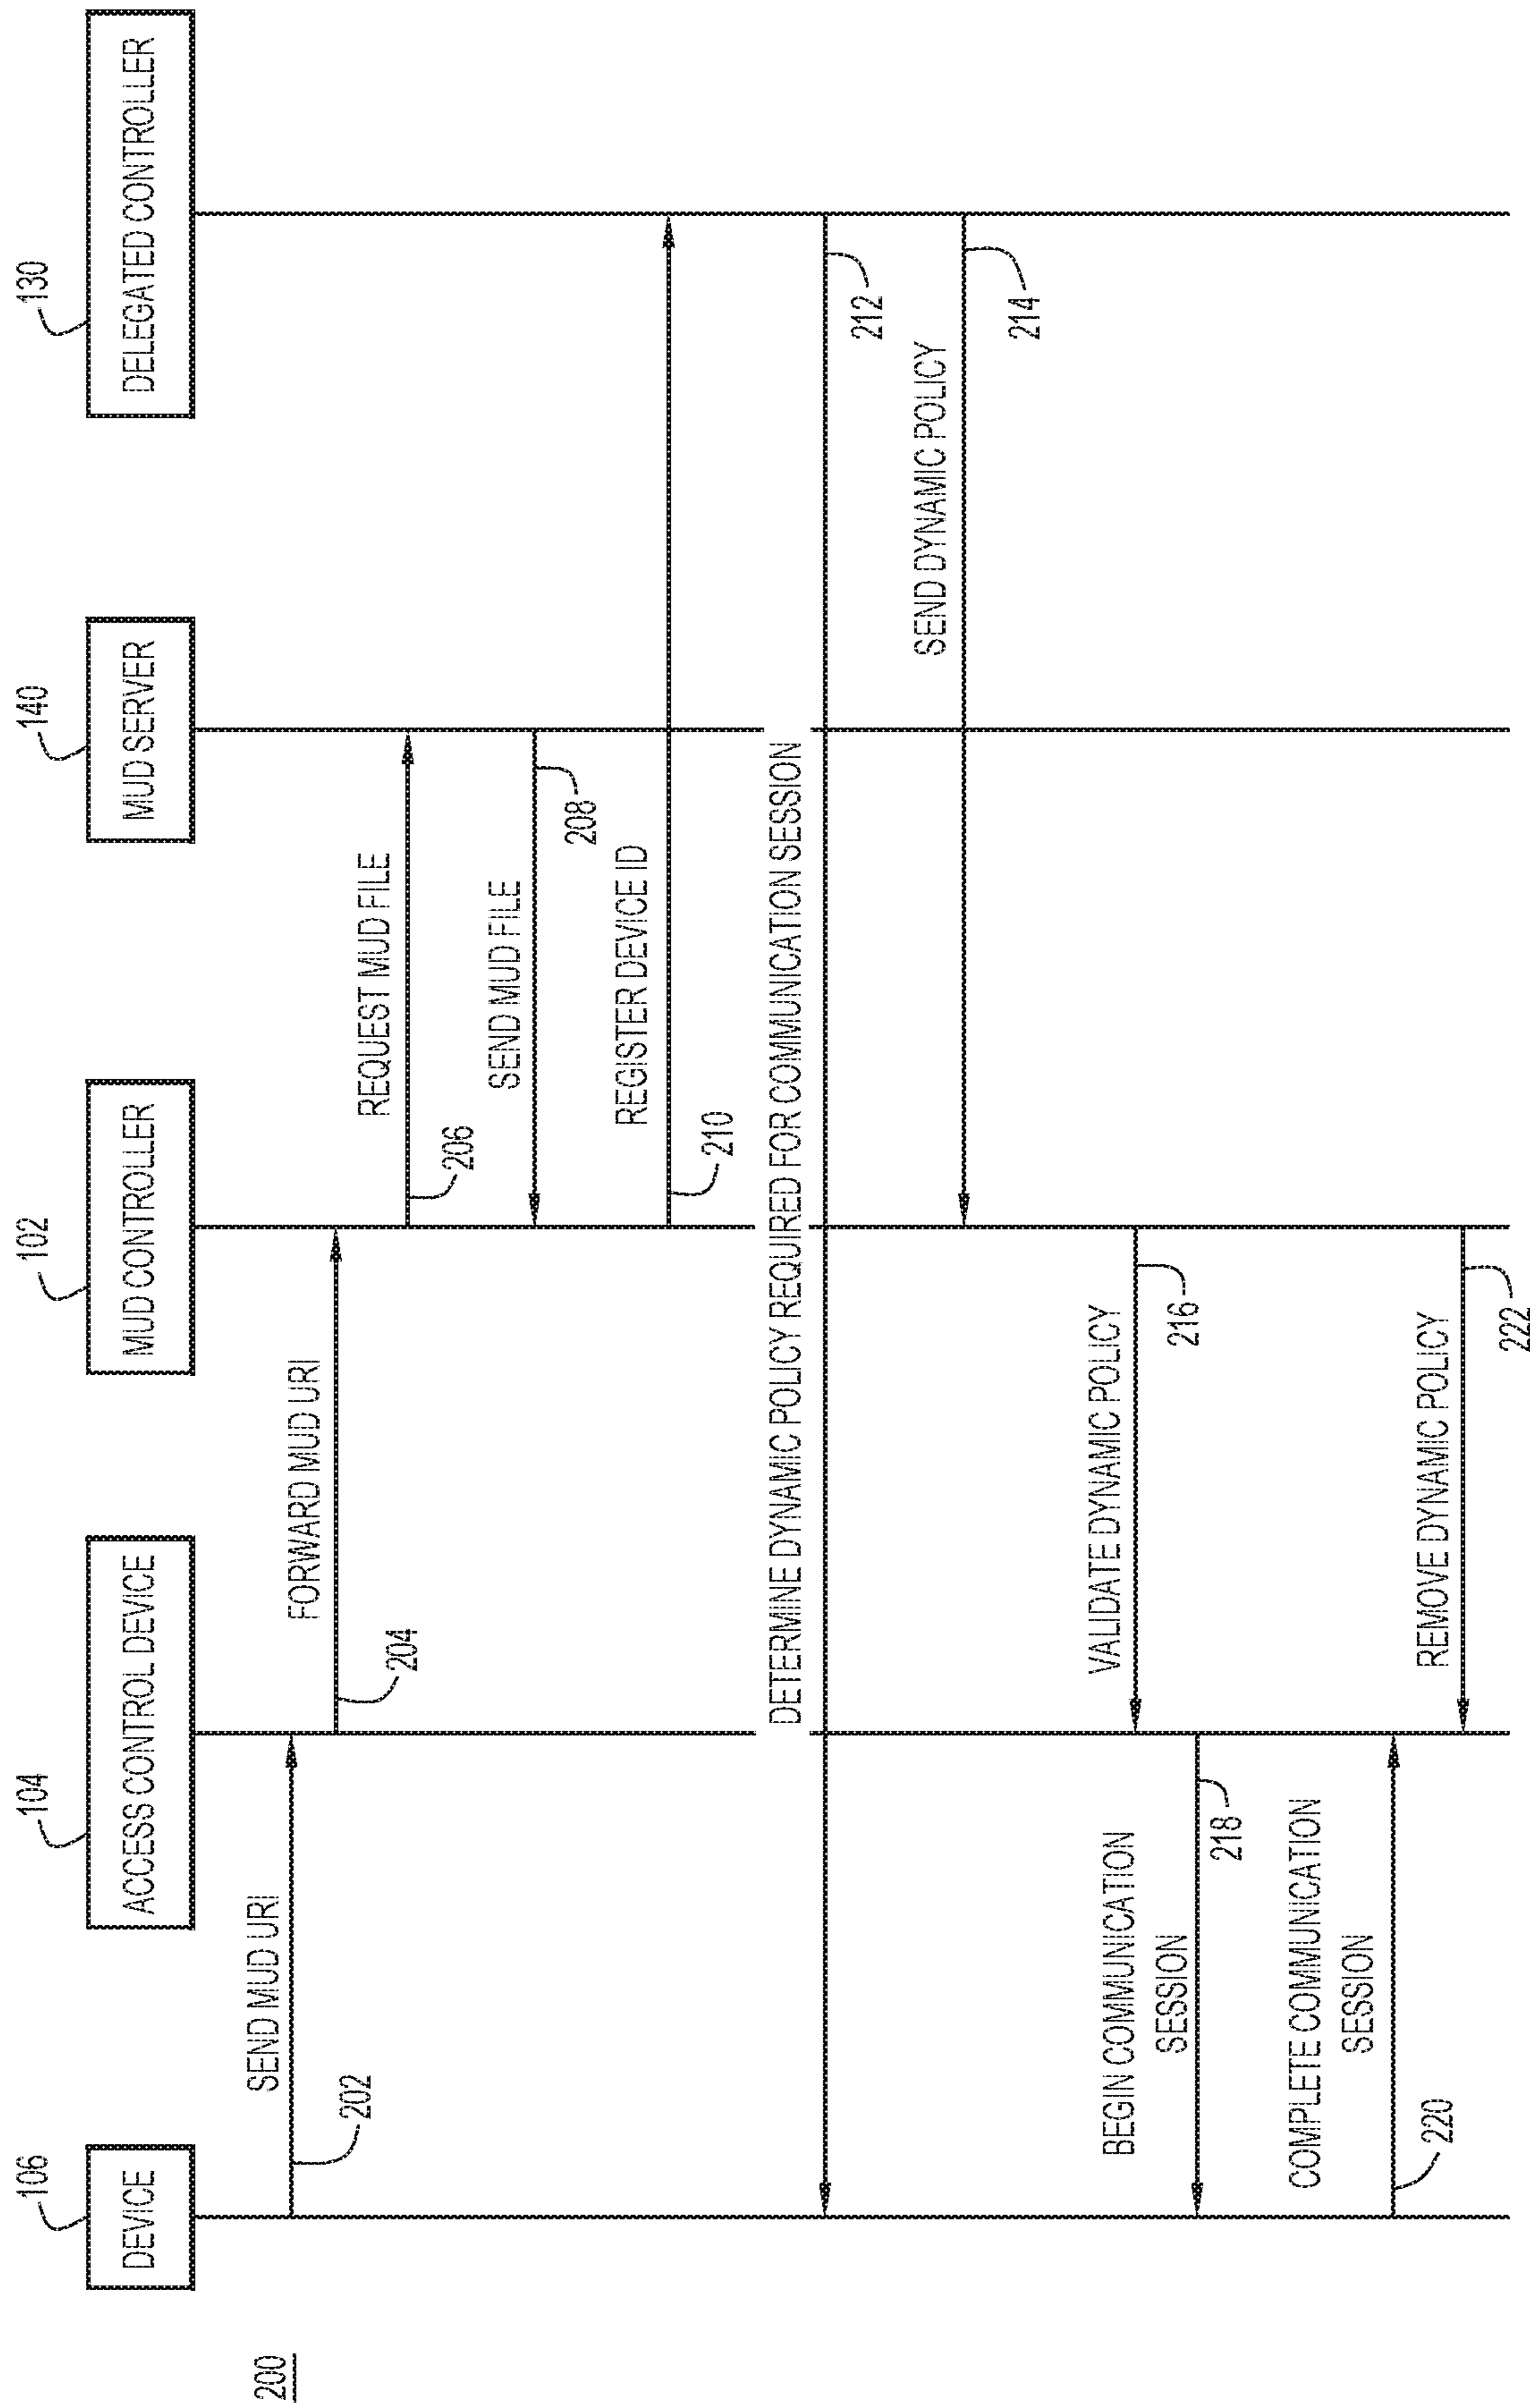 200
106
DEVICE
104
ACCESS CONTROL DEVICE
102
MUD CONTROLLER
140
MUD SERVER
130
DELEGATED CONTROLLER
SEND MUD URI
202
FORWARD MUD URI
204
REQUEST MUD FILE
206
SEND MUD FILE
208
REGISTER DEVICE ID
210
DETERMINE DYNAMIC POLICY REQUIRED FOR COMMUNICATION SESSION
212
SEND DYNAMIC POLICY
214
VALIDATE DYNAMIC POLICY
216
BEGIN COMMUNICATION
SESSION
218
COMPLETE COMMUNICATION
SESSION
220
REMOVE DYNAMIC POLICY
222